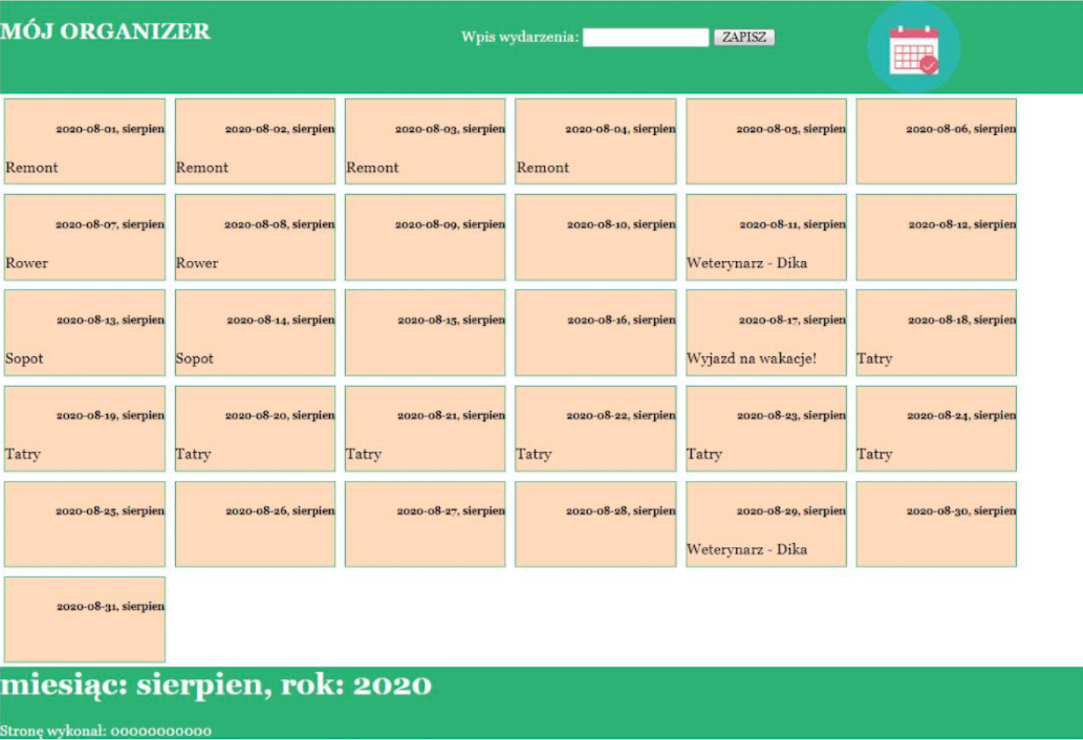 MÓJ ORGANIZER
Wpis wydarzenia: ZAPISZ
2020-08-01, sierpien
Remont
2020-08-02, sierpien
Remont
2020-08-03, sierpien
Remont
2020-08-04, sierpien
Remont
2020-08-05, sierpien
2020-08-06, sierpien
2020-08-07, sierpien
Rower
2020-08-08, sierpien
Rower
2020-08-09, sierpien
2020-08-10, sierpien
2020-08-11, sierpien
Weterynarz - Dika
2020-08-12, sierpien
2020-08-13, sierpien
Sopot
2020-08-14, sierpien
Sopot
2020-08-15, sierpien
2020-08-16, sierpien
2020-08-17, sierpien
Wyjazd na wakacje!
2020-08-18, sierpien
Tatry
2020-08-19, sierpien
Tatry
2020-08-20, sierpien
Tatry
2020-08-21, sierpien
Tatry
2020-08-22, sierpien
Tatry
2020-08-23, sierpien
Tatry
2020-08-24, sierpien
Tatry
2020-08-25, sierpien
2020-08-26, sierpien
2020-08-27, sierpien
2020-08-28, sierpien
2020-08-29, sierpien
Weterynarz - Dika
2020-08-30, sierpien
2020-08-31, sierpien
miesiąc: sierpien, rok: 2020
Stronę wykonał: 00000000000